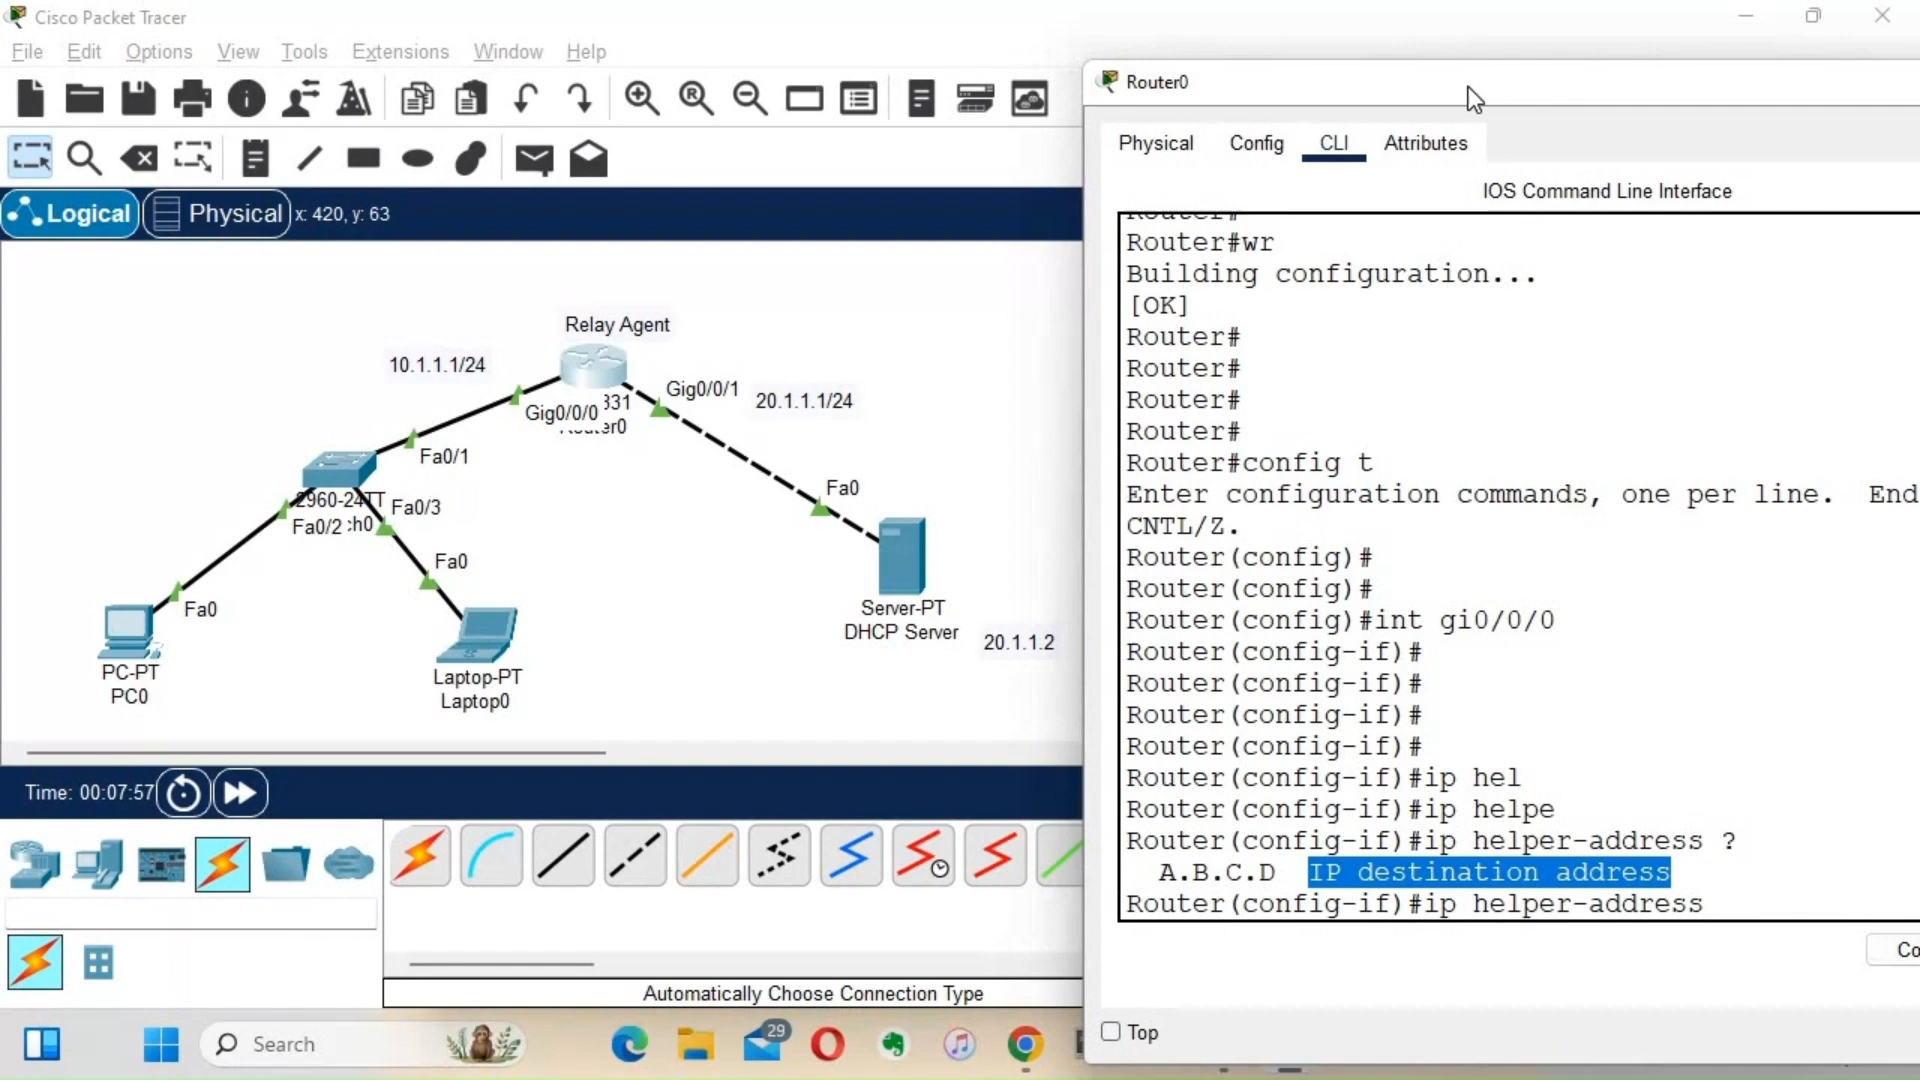 Cisco Packet Tracer
File Edit Options View Tools Extensions Window Help
Logical Physical x: 420, y: 63
Relay Agent
10.1.1.1/24
Gig0/0/1
20.1.1.1/24
Gig0/0/0
331
Fa0/1
Fa0
2960-24TT
Fa0/3
Fa0/2
Fa0
Fa0
Server-PT
DHCP Server
20.1.1.2
PC-PT
PC0
Laptop-PT
Laptop0
Time: 00:07:57
Automatically Choose Connection Type
Router0
Physical Config CLI Attributes
IOS Command Line Interface
Router#
Router#wr
Building configuration...
[OK]
Router#
Router#
Router#
Router#
Router#config t
Enter configuration commands, one per line. End
CNTL/Z.
Router(config)#
Router(config)#
Router(config)#int gi0/0/0
Router(config-if)#
Router(config-if)#
Router(config-if)#
Router(config-if)#
Router(config-if)#ip hel
Router(config-if)#ip helpe
Router(config-if)#ip helper-address ?
A.B.C.D IP destination address
Router(config-if)#ip helper-address
Co
Top
Search
29